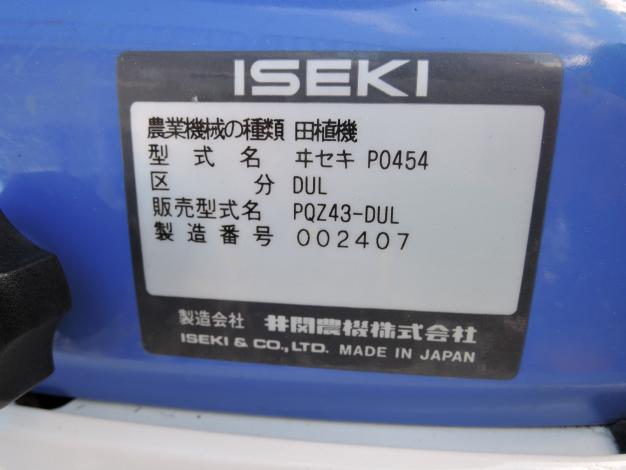 ISEKI
農業機械の種類 田植機
型式名 ヰセキ P0454
区分 DUL
販売型式名 PQZ43-DUL
製造番号 002407
製造会社 井関農機株式会社
ISEKI & CO., LTD. MADE IN JAPAN